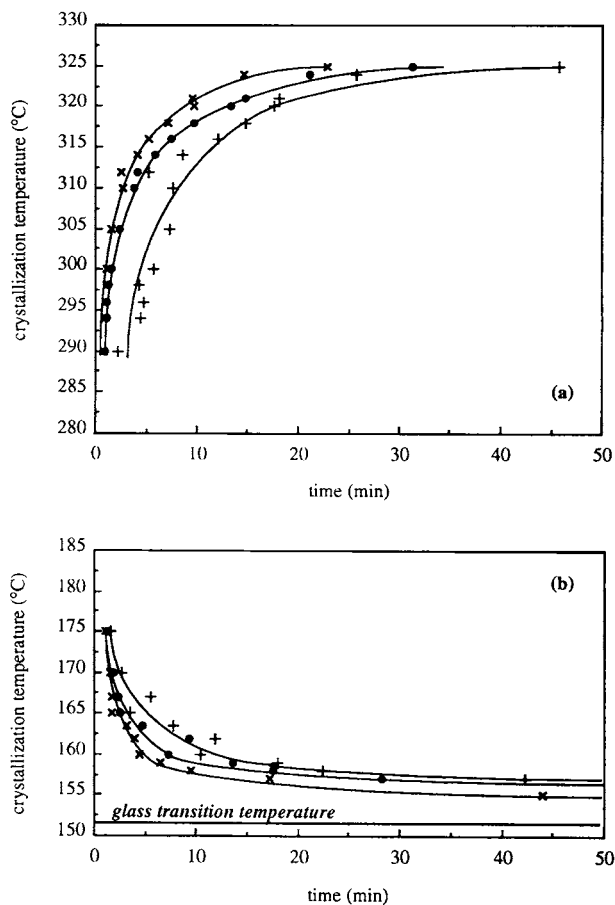 330
325
320
315
310
305
300
295
290
285
280
crystallization temperature (°C)
(a)
0 10 20 30 40 50
time (min)
185
180
175
170
165
160
155
150
crystallization temperature (°C)
(b)
glass transition temperature
0 10 20 30 40 50
time (min)